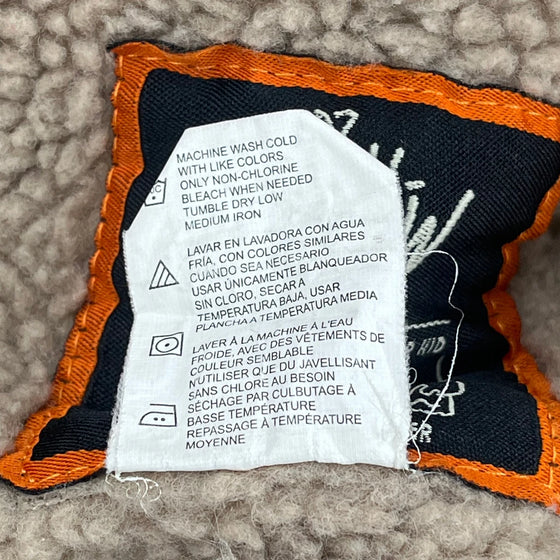 MACHINE WASH COLD
WITH LIKE COLORS
ONLY NON-CHLORINE
BLEACH WHEN NEEDED
TUMBLE DRY LOW
MEDIUM IRON
LAVAR EN LAVADORA CON AGUA
FRÍA, CON COLORES SIMILARES
CUANDO SEA NECESARIO
USAR ÚNICAMENTE BLANQUEADOR
SIN CLORO, SECAR A
TEMPERATURA BAJA, USAR
PLANCHA A TEMPERATURA MEDIA
LAVER À LA MACHINE À L'EAU
FROIDE, AVEC DES VÊTEMENTS DE
COULEUR SEMBLABLE
N'UTILISER QUE DU JAVELLISANT
SANS CHLORE AU BESOIN
SÉCHAGE PAR CULBUTAGE À
BASSE TEMPÉRATURE
REPASSAGE À TEMPÉRATURE
MOYENNE
HID
ER